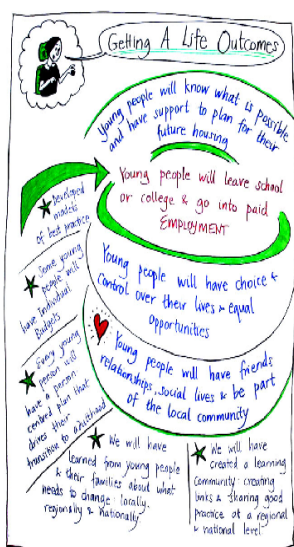 Getting A Life Outcomes
Young people will know what is possible
and have support to plan for their
future housing
Young people will leave school
or college & go into paid
EMPLOYMENT
Young people will have choice &
control over their lives & equal
opportunities
Young people will have friends
relationships, social lives & be part
of the local community
Developed
models
of best practice
Some young
people will
have Individual
Budgets
Every young
person will
have a person
centred plan that
drives their
transition to adulthood
We will have
learned from young people
& their families about what
needs to change: locally,
regionally & nationally
We will have
created a learning
community: creating
links & sharing good
practice at a regional
& national level